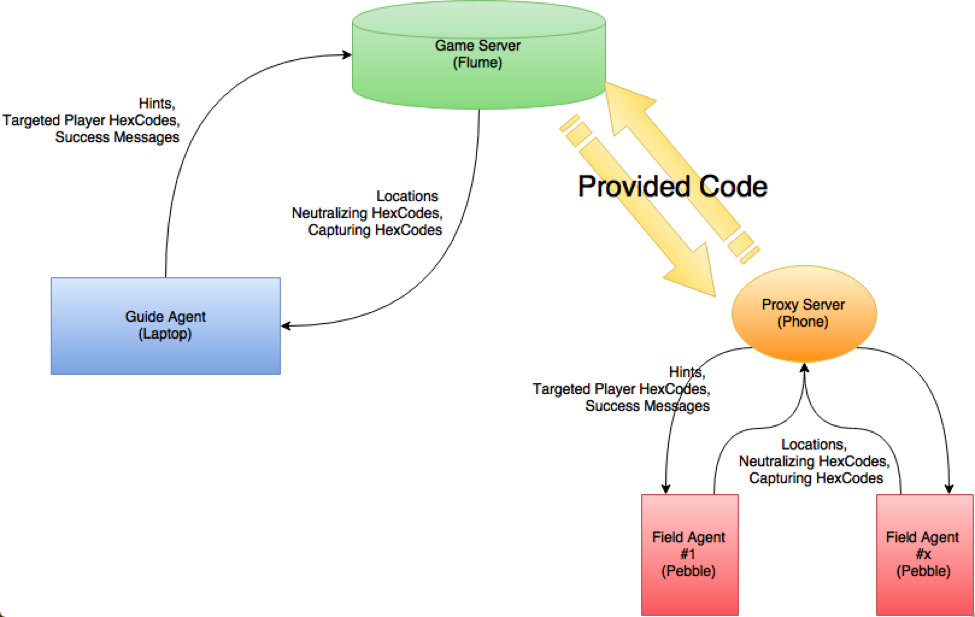 Game Server
(Flume)
Hints,
Targeted Player HexCodes,
Success Messages
Locations
Neutralizing HexCodes,
Capturing HexCodes
Provided Code
Guide Agent
(Laptop)
Proxy Server
(Phone)
Hints,
Targeted Player HexCodes,
Success Messages
Locations,
Neutralizing HexCodes,
Capturing HexCodes
Field Agent
#1
(Pebble)
Field Agent
#x
(Pebble)